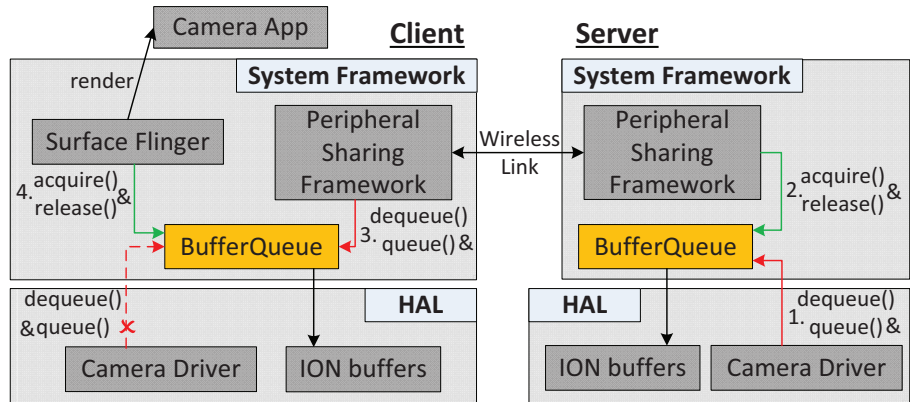 Camera App
Client
Server
render
System Framework
System Framework
Surface Flinger
Peripheral
Sharing
Framework
Wireless
Link
Peripheral
Sharing
Framework
4. acquire() &
release()
3. dequeue()
queue() &
2. acquire()
release() &
BufferQueue
BufferQueue
dequeue()
&queue()
HAL
HAL
1. dequeue()
queue() &
Camera Driver
ION buffers
ION buffers
Camera Driver